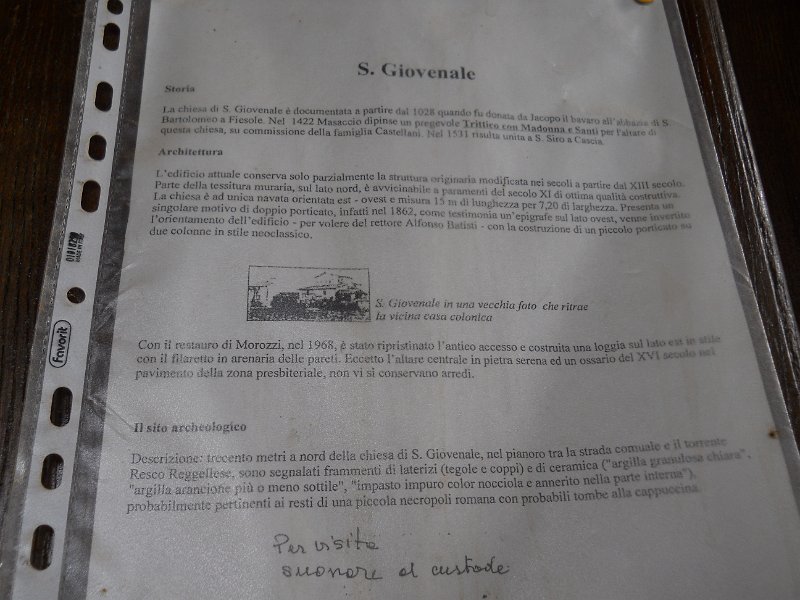 S. Giovenale
Storia
La chiesa di S. Giovenale è documentata a partire dal 1028 quando fu donata da Jacopo il bavaro all'abbazia di S.
Bartolomeo a Fiesole. Nel 1422 Masaccio dipinse un pregevole Trittico con Madonna e Santi per l'altare di
questa chiesa, su commissione della famiglia Castellani. Nel 1531 risulta unita a S. Siro a Cascia.
Architettura
L'edificio attuale conserva solo parzialmente la struttura originaria modificata nei secoli a partire dal XIII secolo.
Parte della tessitura muraria, sul lato nord, è avvicinabile a paramenti del secolo XI di ottima qualità costruttiva.
La chiesa è ad unica navata orientata est - ovest e misura 15 m di lunghezza per 7,20 di larghezza. Presenta un
singolare motivo di doppio porticato, infatti nel 1862, come testimonia un'epigrafe sul lato ovest, venne invertito
l'orientamento dell'edificio - per volere del rettore Alfonso Batisti - con la costruzione di un piccolo porticato su
due colonne in stile neoclassico.
S. Giovenale in una vecchia foto che ritrae
la vicina casa colonica
Con il restauro di Morozzi, nel 1968, è stato ripristinato l'antico accesso e costruita una loggia sul lato est in stile
con il filaretto in arenaria delle pareti. Eccetto l'altare centrale in pietra serena ed un ossario del XVI secolo nel
pavimento della zona presbiteriale, non vi si conservano arredi.
Il sito archeologico
Descrizione: trecento metri a nord della chiesa di S. Giovenale, nel pianoro tra la strada comuale e il torrente
Resco Reggellese, sono segnalati frammenti di laterizi (tegole e coppi) e di ceramica ("argilla granulosa chiara",
"argilla arancione più o meno sottile", "impasto impuro color nocciola e annerito nella parte interna"),
probabilmente pertinenti ai resti di una piccola necropoli romana con probabili tombe alla cappuccina.
Per visita
suonare al custode
favorit
MADE IN ITALY